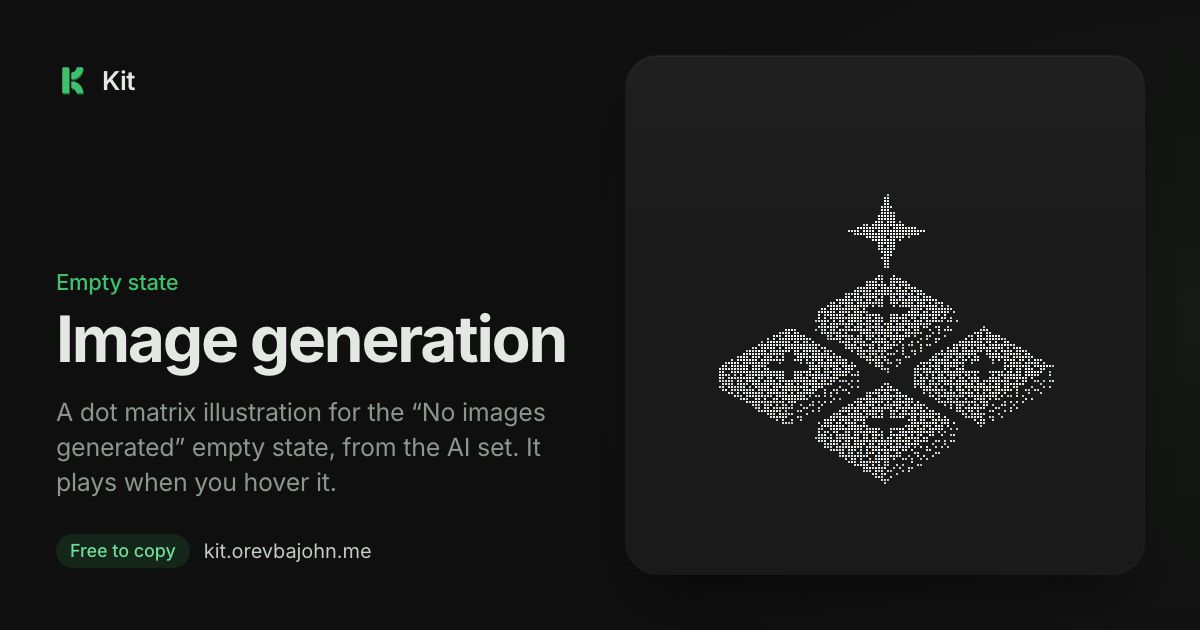 Kit
Empty state
Image generation
A dot matrix illustration for the “No images
generated” empty state, from the AI set. It
plays when you hover it.
Free to copy
kit.orevbajohn.me